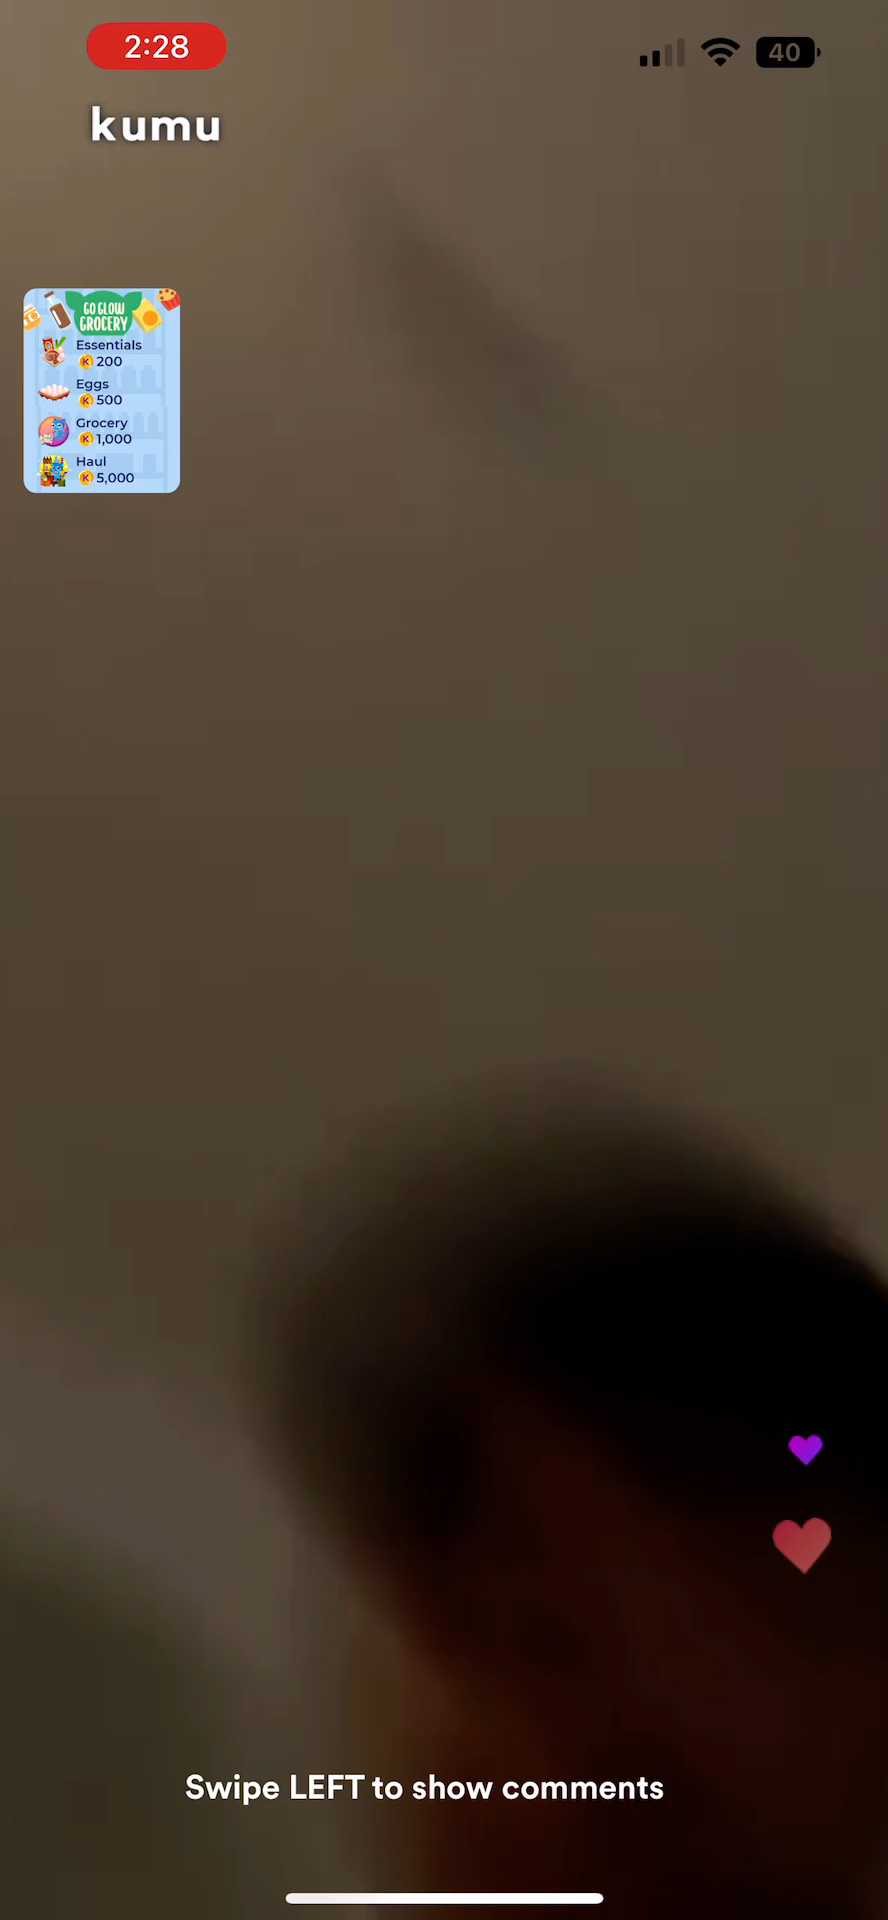 2:28
40
kumu
GO GLOW
GROCERY
Essentials
K 200
Eggs
K 500
Grocery
K 1,000
Haul
K 5,000
Swipe LEFT to show comments